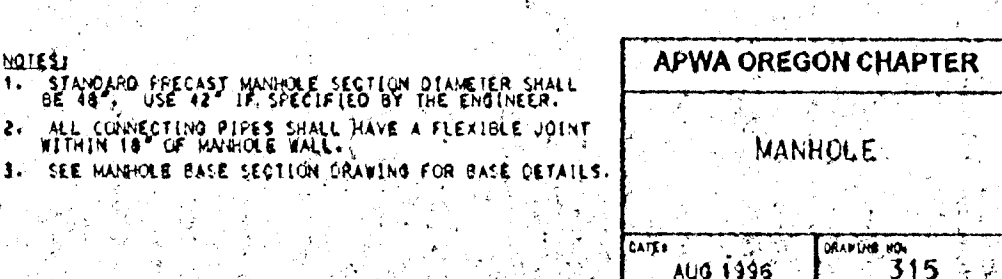 NOTES:
1. STANDARD PRECAST MANHOLE SECTION DIAMETER SHALL
BE 48", USE 42" IF SPECIFIED BY THE ENGINEER.
2. ALL CONNECTING PIPES SHALL HAVE A FLEXIBLE JOINT
WITHIN 18" OF MANHOLE WALL.
3. SEE MANHOLE BASE SECTION DRAWING FOR BASE DETAILS.
APWA OREGON CHAPTER
MANHOLE
DATE:
AUG 1996
DRAWING NO.
315